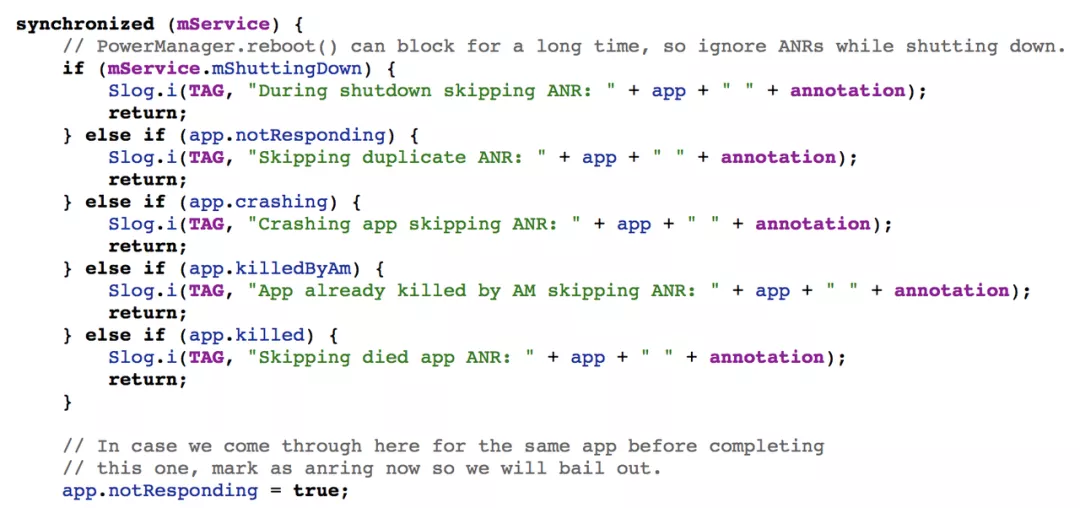 synchronized (mService) {
    // PowerManager.reboot() can block for a long time, so ignore ANRs while shutting down.
    if (mService.mShuttingDown) {
        Slog.i(TAG, "During shutdown skipping ANR: " + app + " " + annotation);
        return;
    } else if (app.notResponding) {
        Slog.i(TAG, "Skipping duplicate ANR: " + app + " " + annotation);
        return;
    } else if (app.crashing) {
        Slog.i(TAG, "Crashing app skipping ANR: " + app + " " + annotation);
        return;
    } else if (app.killedByAm) {
        Slog.i(TAG, "App already killed by AM skipping ANR: " + app + " " + annotation);
        return;
    } else if (app.killed) {
        Slog.i(TAG, "Skipping died app ANR: " + app + " " + annotation);
        return;
    }

    // In case we come through here for the same app before completing
    // this one, mark as anring now so we will bail out.
    app.notResponding = true;